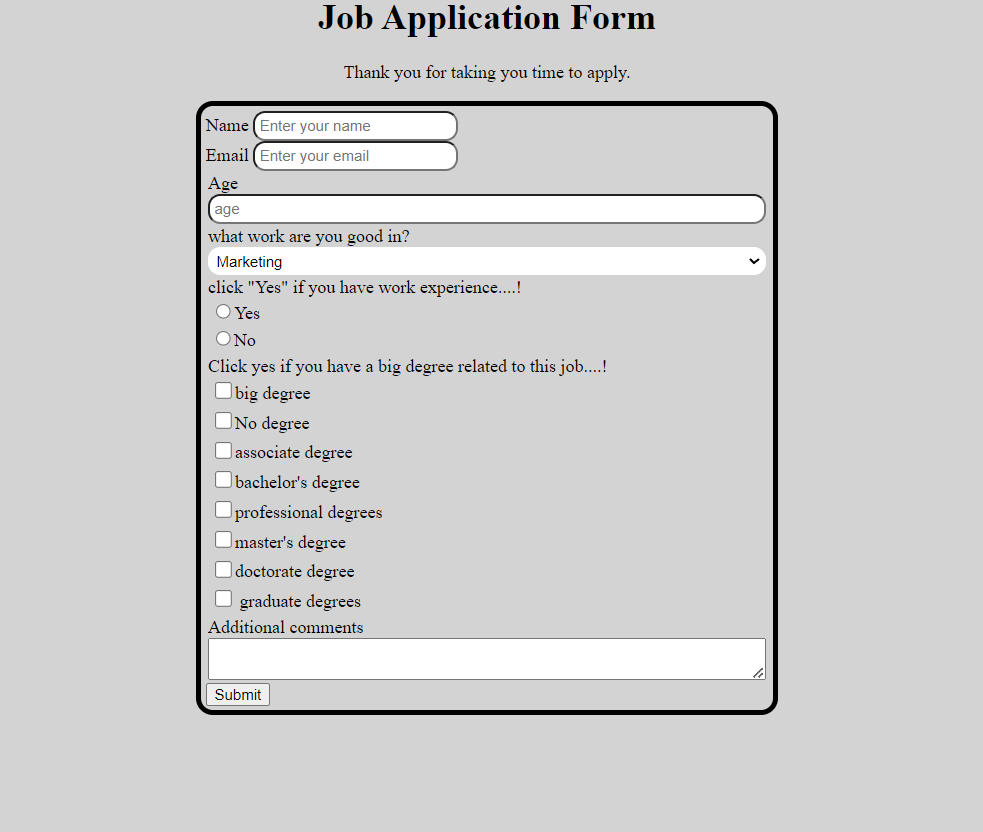 Job Application Form
Thank you for taking you time to apply.
Name Enter your name
Email Enter your email
Age
age
what work are you good in?
Marketing
click "Yes" if you have work experience....!
Yes
No
Click yes if you have a big degree related to this job....!
big degree
No degree
associate degree
bachelor's degree
professional degrees
master's degree
doctorate degree
graduate degrees
Additional comments
Submit